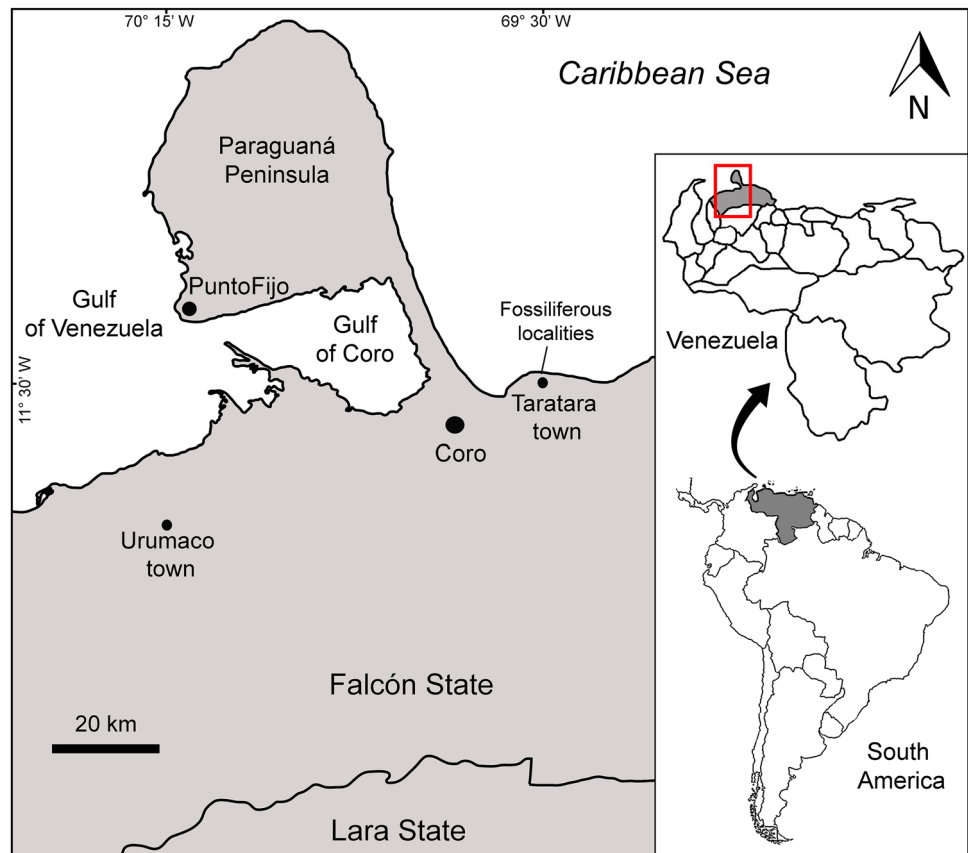 70° 15' W
69° 30' W
Caribbean Sea
N
Paraguaná
Peninsula
PuntoFijo
Gulf
of Venezuela
Gulf
of Coro
Fossiliferous
localities
11° 30' W
Taratara
town
Coro
Urumaco
town
Falcón State
20 km
Lara State
Venezuela
South
America